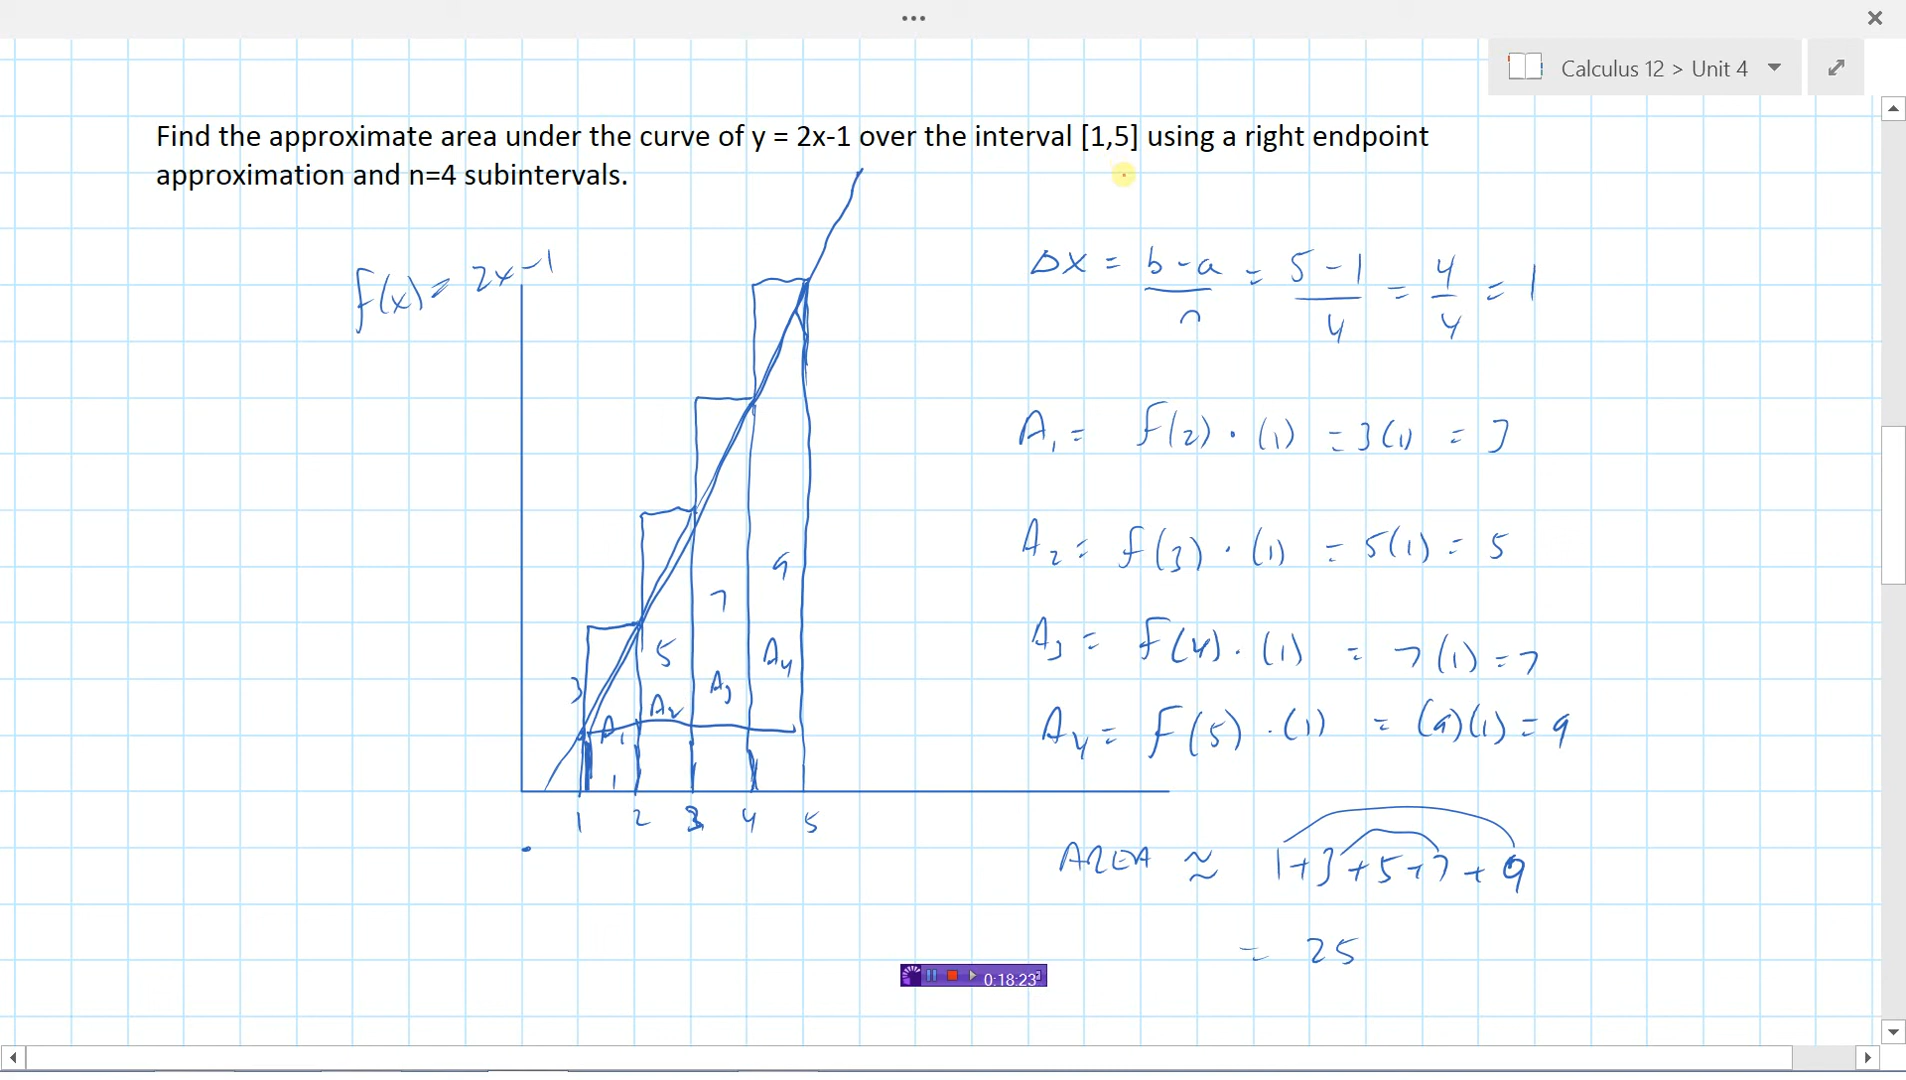 Calculus 12 > Unit 4
Find the approximate area under the curve of y = 2x-1 over the interval [1,5] using a right endpoint
approximation and n=4 subintervals.
f(x) = 2x-1
Δx = b-a/n = 5-1/4 = 4/4 = 1
A₁ = f(2) · (1) = 3(1) = 3
A₂ = f(3) · (1) = 5(1) = 5
A₃ = f(4) · (1) = 7(1) = 7
A₄ = f(5) · (1) = (9)(1) = 9
9
7
5 A₄
3 A₂ A₃
A₁
1
1 2 3 4 5
AREA ≈ 1+3+5+7+9
= 25
0:18:23